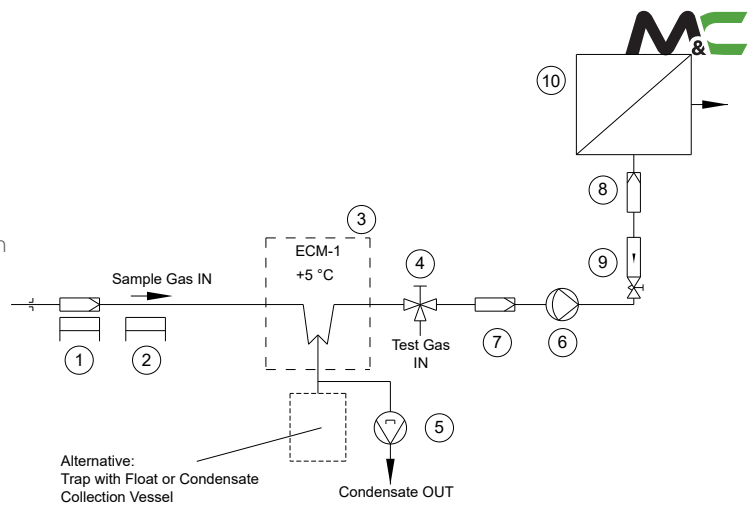 M&C
10
8
n
3
ECM-1
+5 °C
4
9
Sample Gas IN
Test Gas
IN
1
2
7
6
5
Alternative:
Trap with Float or Condensate
Collection Vessel
Condensate OUT